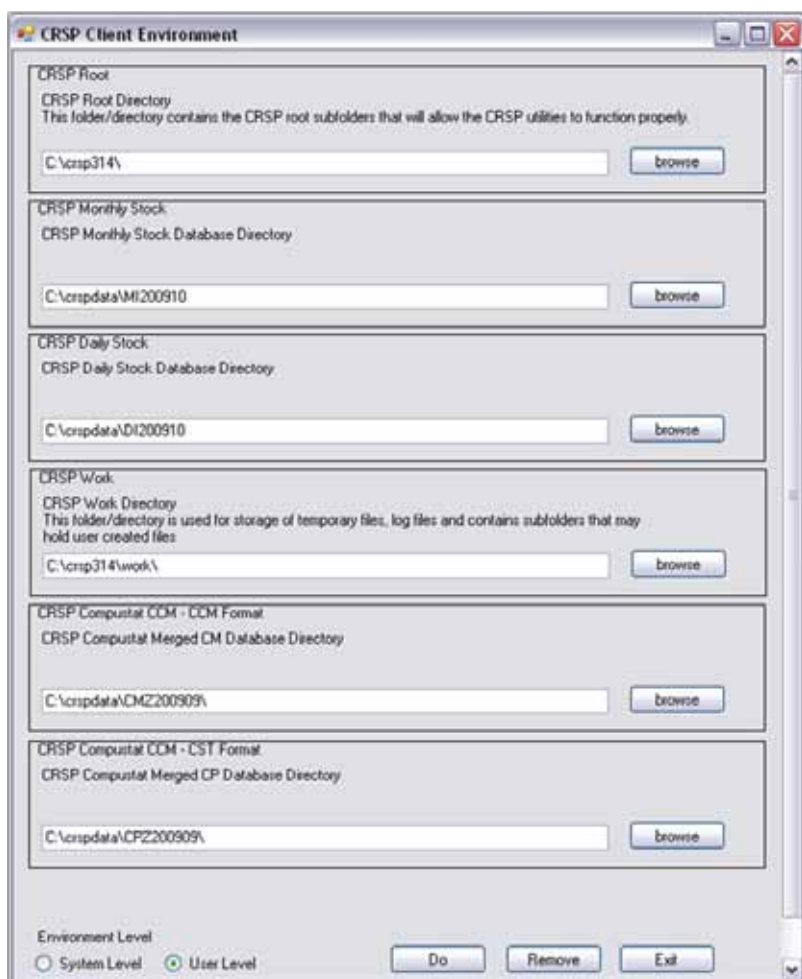 CRSP Client Environment
CRSP Root
CRSP Root Directory
This folder/directory contains the CRSP root subfolders that will allow the CRSP utilities to function properly.
C:\crsp314\
browse
CRSP Monthly Stock
CRSP Monthly Stock Database Directory
C:\crspdata\MI200910
browse
CRSP Daily Stock
CRSP Daily Stock Database Directory
C:\crspdata\DI200910
browse
CRSP Work
CRSP Work Directory
This folder/directory is used for storage of temporary files, log files and contains subfolders that may
hold user created files
C:\crsp314\work\
browse
CRSP Compustat CCM - CCM Format
CRSP Compustat Merged CM Database Directory
C:\crspdata\CMZ200909\
browse
CRSP Compustat CCM - CST Format
CRSP Compustat Merged CP Database Directory
C:\crspdata\CPZ200909\
browse
Environment Level
System Level User Level Do Remove Exit